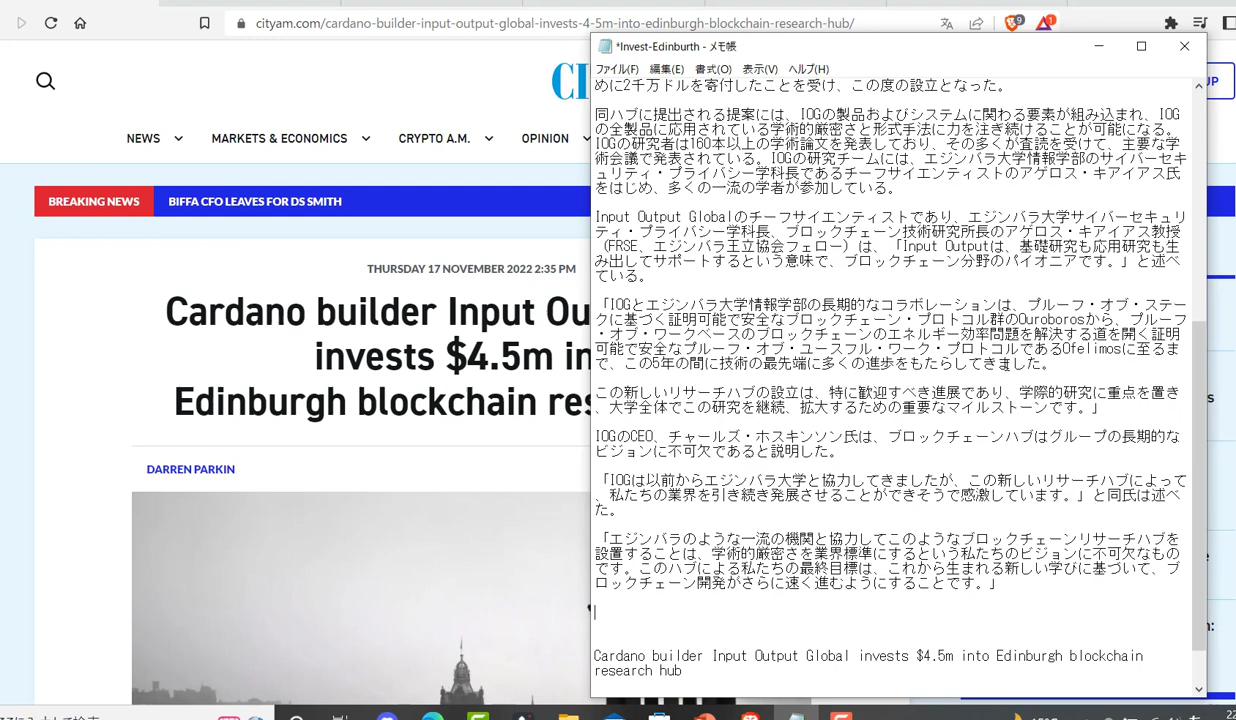 cityam.com/cardano-builder-input-output-global-invests-4-5m-into-edinburgh-blockchain-research-hub/
9
1
CI
UP
NEWS
MARKETS & ECONOMICS
CRYPTO A.M.
OPINION
BREAKING NEWS
BIFFA CFO LEAVES FOR DS SMITH
THURSDAY 17 NOVEMBER 2022 2:35 PM
Cardano builder Input Ou
invests $4.5m in
Edinburgh blockchain res
DARREN PARKIN
*Invest-Edinburth - メモ帳
ファイル(F) 編集(E) 書式(O) 表示(V) ヘルプ(H)
めに2千万ドルを寄付したことを受け、この度の設立となった。
同ハブに提出される提案には、IOGの製品およびシステムに関わる要素が組み込まれ、IOG
の全製品に応用されている学術的厳密さと形式手法に力を注ぎ続けることが可能になる。
IOGの研究者は160本以上の学術論文を発表しており、その多くが査読を受けて、主要な学
術会議で発表されている。IOGの研究チームには、エジンバラ大学情報学部のサイバーセキ
ュリティ・プライバシー学科長であるチーフサイエンティストのアゲロス・キアイアス氏
をはじめ、多くの一流の学者が参加している。
Input Output Globalのチーフサイエンティストであり、エジンバラ大学サイバーセキュリ
ティ・プライバシー学科長、ブロックチェーン技術研究所長のアゲロス・キアイアス教授
（FRSE、エジンバラ王立協会フェロー）は、「Input Outputは、基礎研究も応用研究も生
み出してサポートするという意味で、ブロックチェーン分野のパイオニアです。」と述べ
ている。
「IOGとエジンバラ大学情報学部の長期的なコラボレーションは、プルーフ・オブ・ステー
クに基づく証明可能で安全なブロックチェーン・プロトコル群のOuroborosから、プルーフ
・オブ・ワークベースのブロックチェーンのエネルギー効率問題を解決する道を開く証明
可能で安全なプルーフ・オブ・ユースフル・ワーク・プロトコルであるOfelimosに至るま
で、この5年の間に技術の最先端に多くの進歩をもたらしてきました。
この新しいリサーチハブの設立は、特に歓迎すべき進展であり、学際的研究に重点を置き
、大学全体でこの研究を継続、拡大するための重要なマイルストーンです。」
IOGのCEO、チャールズ・ホスキンソン氏は、ブロックチェーンハブはグループの長期的な
ビジョンに不可欠であると説明した。
「IOGは以前からエジンバラ大学と協力してきましたが、この新しいリサーチハブによって
、私たちの業界を引き続き発展させることができそうで感激しています。」と同氏は述べ
た。
「エジンバラのような一流の機関と協力してこのようなブロックチェーンリサーチハブを
設置することは、学術的厳密さを業界標準にするという私たちのビジョンに不可欠なもの
です。このハブによる私たちの最終目標は、これから生まれる新しい学びに基づいて、ブ
ロックチェーン開発がさらに速く進むようにすることです。」
Cardano builder Input Output Global invests $4.5m into Edinburgh blockchain
research hub